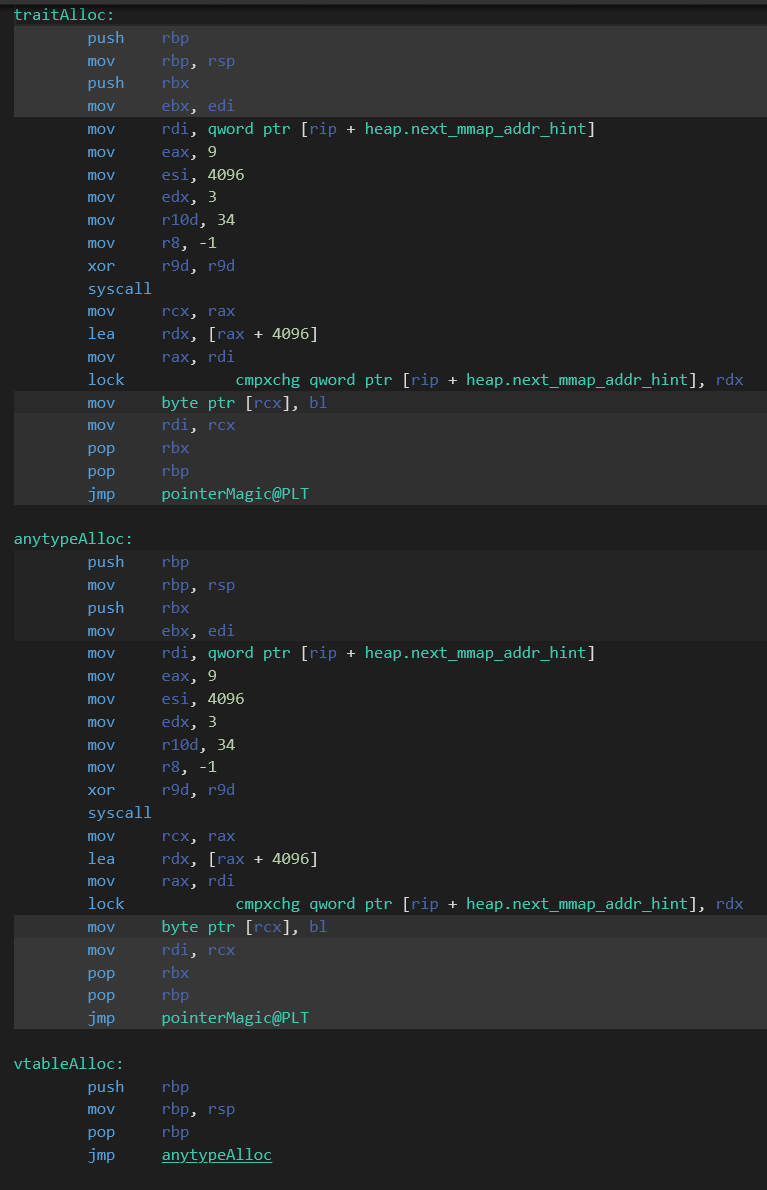 traitAlloc:
push rbp
mov rbp, rsp
push rbx
mov ebx, edi
mov rdi, qword ptr [rip + heap.next_mmap_addr_hint]
mov eax, 9
mov esi, 4096
mov edx, 3
mov r10d, 34
mov r8, -1
xor r9d, r9d
syscall
mov rcx, rax
lea rdx, [rax + 4096]
mov rax, rdi
lock cmpxchg qword ptr [rip + heap.next_mmap_addr_hint], rdx
mov byte ptr [rcx], bl
mov rdi, rcx
pop rbx
pop rbp
jmp pointerMagic@PLT
anytypeAlloc:
push rbp
mov rbp, rsp
push rbx
mov ebx, edi
mov rdi, qword ptr [rip + heap.next_mmap_addr_hint]
mov eax, 9
mov esi, 4096
mov edx, 3
mov r10d, 34
mov r8, -1
xor r9d, r9d
syscall
mov rcx, rax
lea rdx, [rax + 4096]
mov rax, rdi
lock cmpxchg qword ptr [rip + heap.next_mmap_addr_hint], rdx
mov byte ptr [rcx], bl
mov rdi, rcx
pop rbx
pop rbp
jmp pointerMagic@PLT
vtableAlloc:
push rbp
mov rbp, rsp
pop rbp
jmp anytypeAlloc